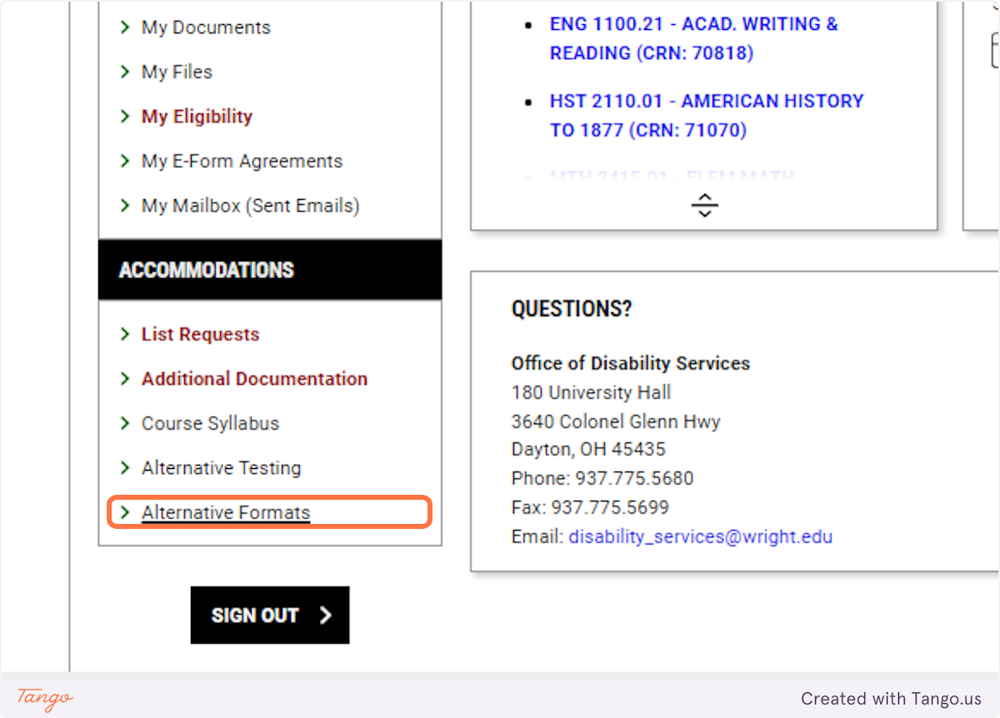 My Documents
My Files
My Eligibility
My E-Form Agreements
My Mailbox (Sent Emails)
ACCOMMODATIONS
List Requests
Additional Documentation
Course Syllabus
Alternative Testing
Alternative Formats
SIGN OUT
ENG 1100.21 - ACAD. WRITING &
READING (CRN: 70818)
HST 2110.01 - AMERICAN HISTORY
TO 1877 (CRN: 71070)
MTH 2415.01 - ELEM MATH
QUESTIONS?
Office of Disability Services
180 University Hall
3640 Colonel Glenn Hwy
Dayton, OH 45435
Phone: 937.775.5680
Fax: 937.775.5699
Email: disability_services@wright.edu
Tango
Created with Tango.us